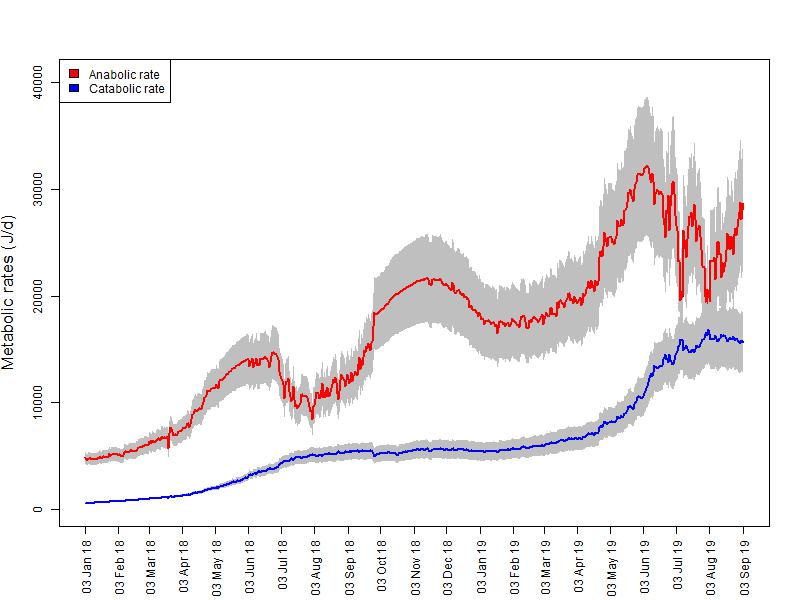 Anabolic rate
Catabolic rate
Metabolic rates (J/d)
40000
30000
20000
10000
0
03 Jan 18
03 Feb 18
03 Mar 18
03 Apr 18
03 May 18
03 Jun 18
03 Jul 18
03 Aug 18
03 Sep 18
03 Oct 18
03 Nov 18
03 Dec 18
03 Jan 19
03 Feb 19
03 Mar 19
03 Apr 19
03 May 19
03 Jun 19
03 Jul 19
03 Aug 19
03 Sep 19